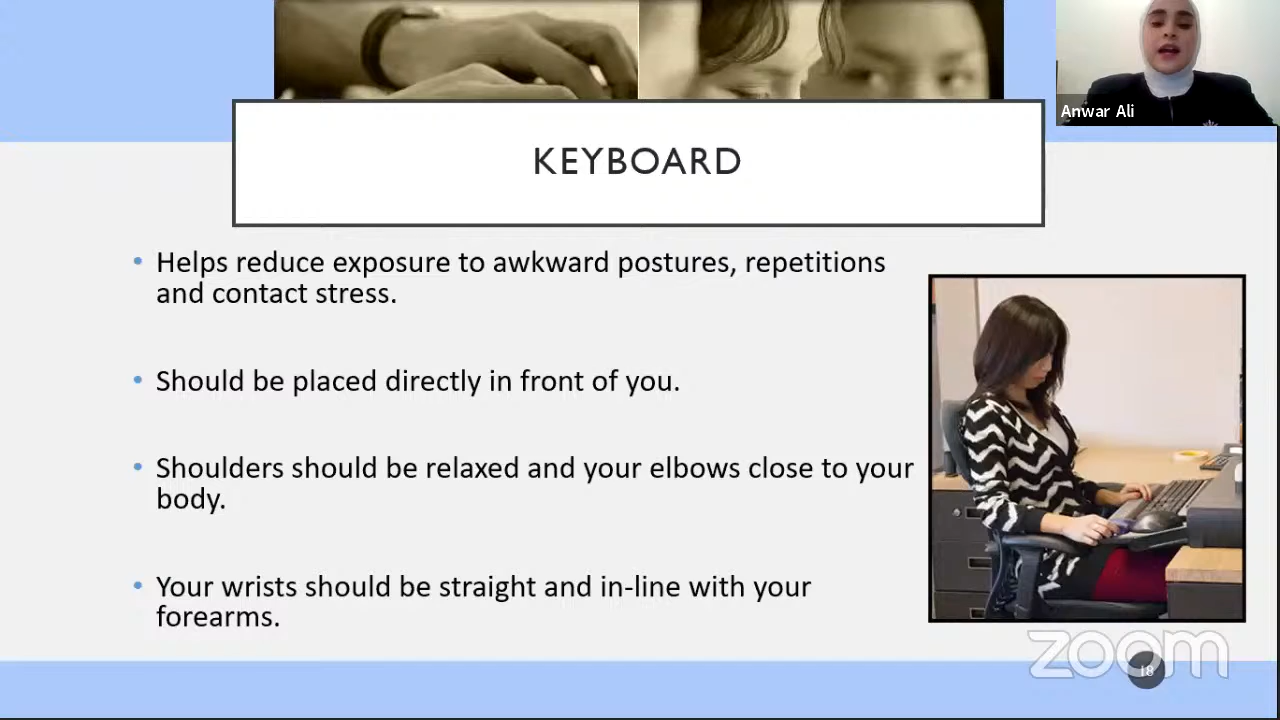 Anwar Ali
KEYBOARD
• Helps reduce exposure to awkward postures, repetitions
and contact stress.
• Should be placed directly in front of you.
• Shoulders should be relaxed and your elbows close to your
body.
• Your wrists should be straight and in-line with your
forearms.
zoom
18